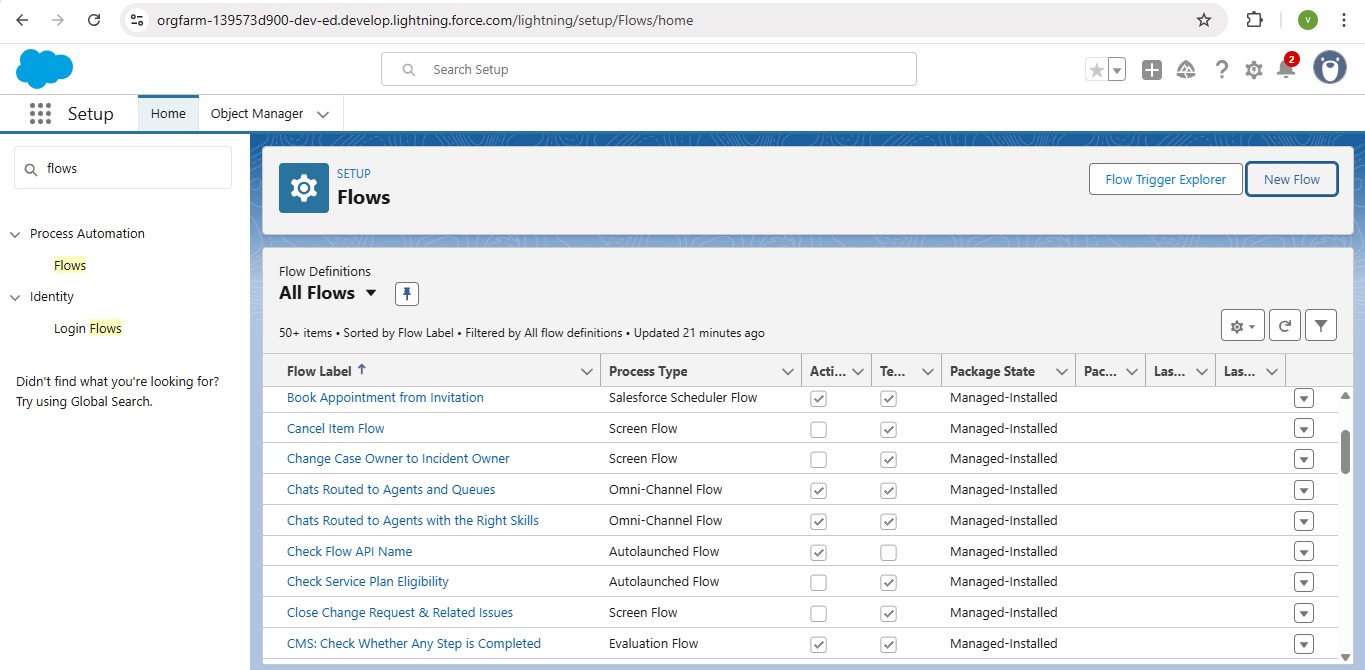 orgfarm-139573d900-dev-ed.develop.lightning.force.com/lightning/setup/Flows/home
V
Search Setup
2
Setup Home Object Manager
flows
Process Automation
Flows
Identity
Login Flows
Didn't find what you're looking for?
Try using Global Search.
SETUP
Flows
Flow Trigger Explorer New Flow
Flow Definitions
All Flows
50+ items • Sorted by Flow Label • Filtered by All flow definitions • Updated 21 minutes ago
Flow Label Process Type Acti... Te... Package State Pac... Las... Las...
Book Appointment from Invitation Salesforce Scheduler Flow Managed-Installed
Cancel Item Flow Screen Flow Managed-Installed
Change Case Owner to Incident Owner Screen Flow Managed-Installed
Chats Routed to Agents and Queues Omni-Channel Flow Managed-Installed
Chats Routed to Agents with the Right Skills Omni-Channel Flow Managed-Installed
Check Flow API Name Autolaunched Flow Managed-Installed
Check Service Plan Eligibility Autolaunched Flow Managed-Installed
Close Change Request & Related Issues Screen Flow Managed-Installed
CMS: Check Whether Any Step is Completed Evaluation Flow Managed-Installed